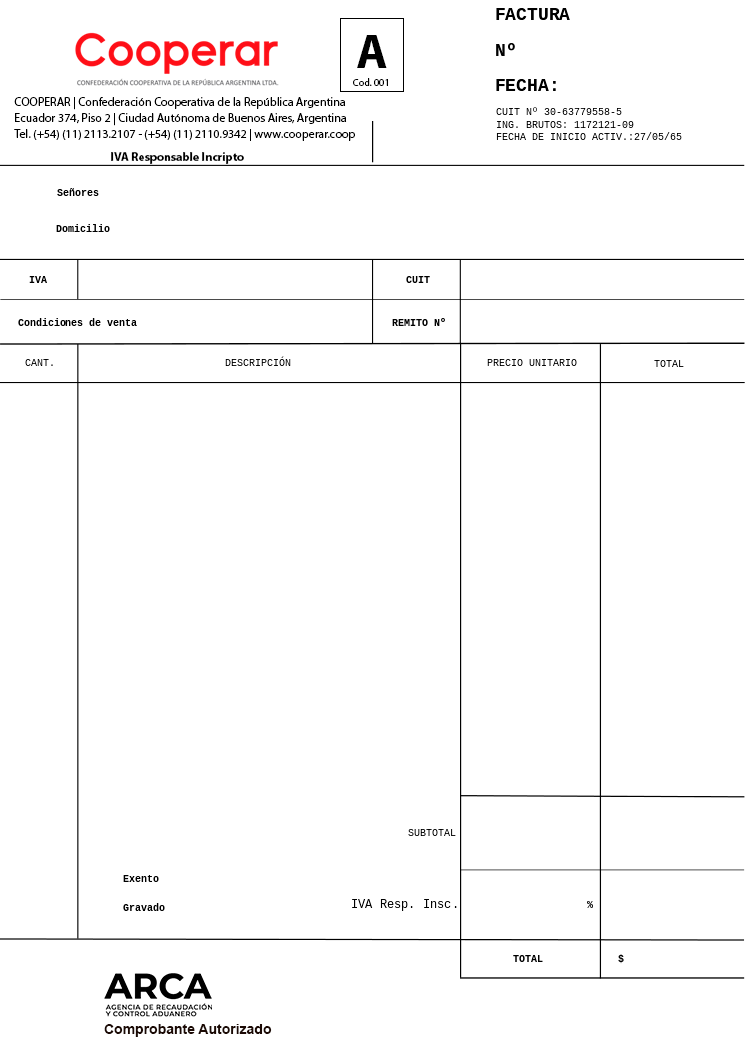 Cooperar
CONFEDERACIÓN COOPERATIVA DE LA REPÚBLICA ARGENTINA LTDA.
COOPERAR | Confederación Cooperativa de la República Argentina
Ecuador 374, Piso 2 | Ciudad Autónoma de Buenos Aires, Argentina
Tel. (+54) (11) 2113.2107 - (+54) (11) 2110.9342 | www.cooperar.coop
IVA Responsable Incripto
A
Cod. 001
FACTURA
Nº
FECHA:
CUIT Nº 30-63779558-5
ING. BRUTOS: 1172121-09
FECHA DE INICIO ACTIV.:27/05/65
Señores
Domicilio
IVA CUIT
Condiciones de venta REMITO Nº
CANT. DESCRIPCIÓN PRECIO UNITARIO TOTAL
SUBTOTAL
Exento
Gravado IVA Resp. Insc. %
TOTAL $
ARCA
AGENCIA DE RECAUDACIÓN
Y CONTROL ADUANERO
Comprobante Autorizado